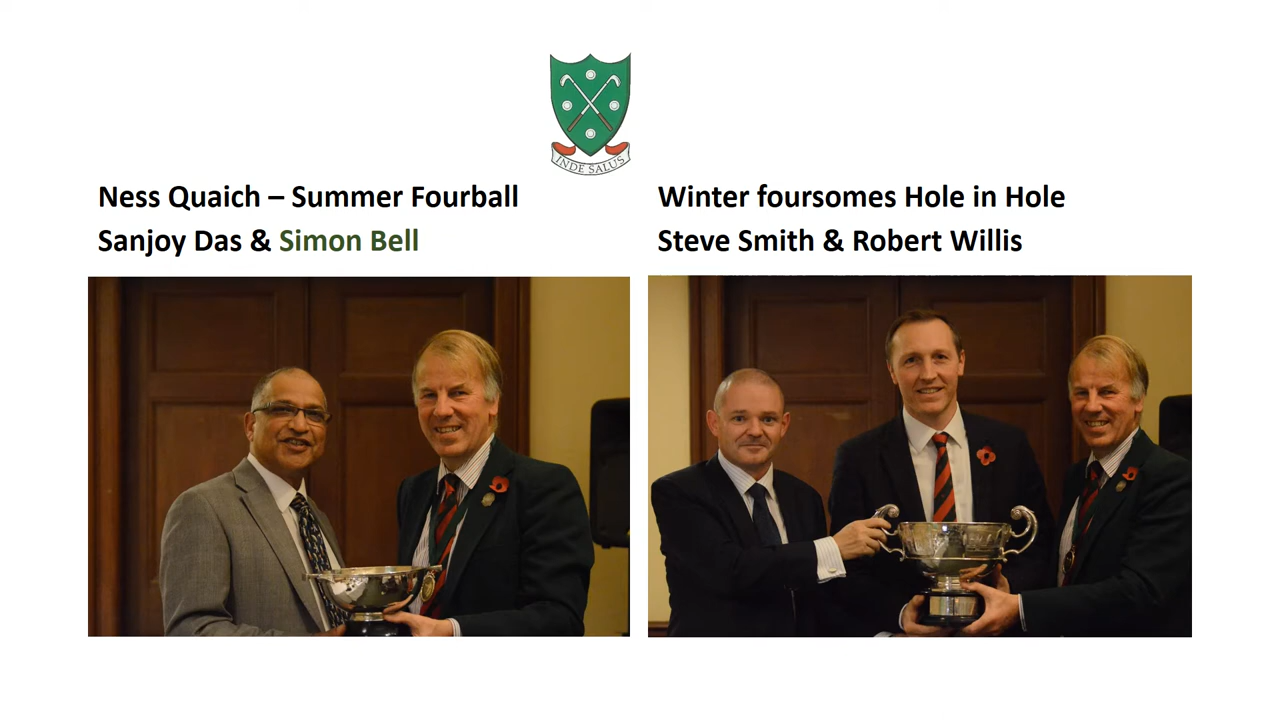 INDE SALUS
Ness Quaich – Summer Fourball
Sanjoy Das & Simon Bell
Winter foursomes Hole in Hole
Steve Smith & Robert Willis